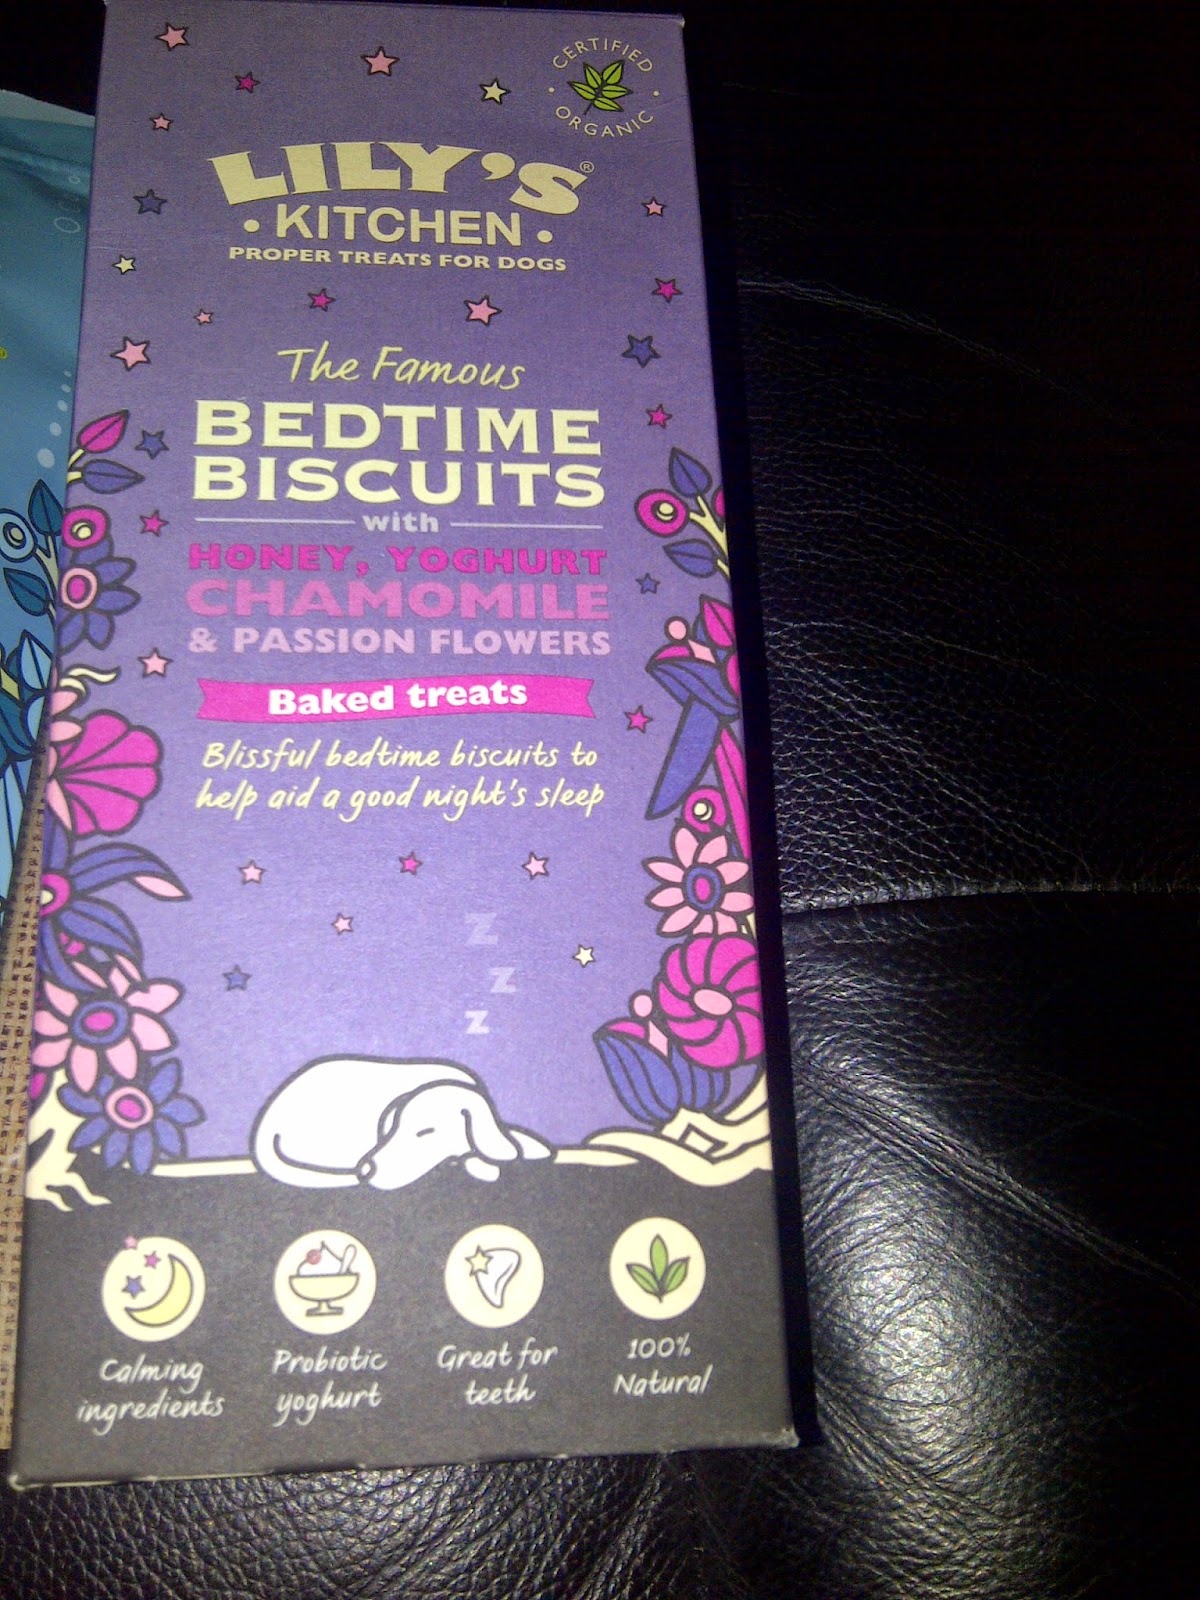 CERTIFIED
ORGANIC
LILY'S®
• KITCHEN •
PROPER TREATS FOR DOGS
The Famous
BEDTIME
BISCUITS
with
HONEY, YOGHURT
CHAMOMILE
& PASSION FLOWERS
Baked treats
Blissful bedtime biscuits to
help aid a good night's sleep
z
z
z
Calming
ingredients
Probiotic
yoghurt
Great for
teeth
100%
Natural